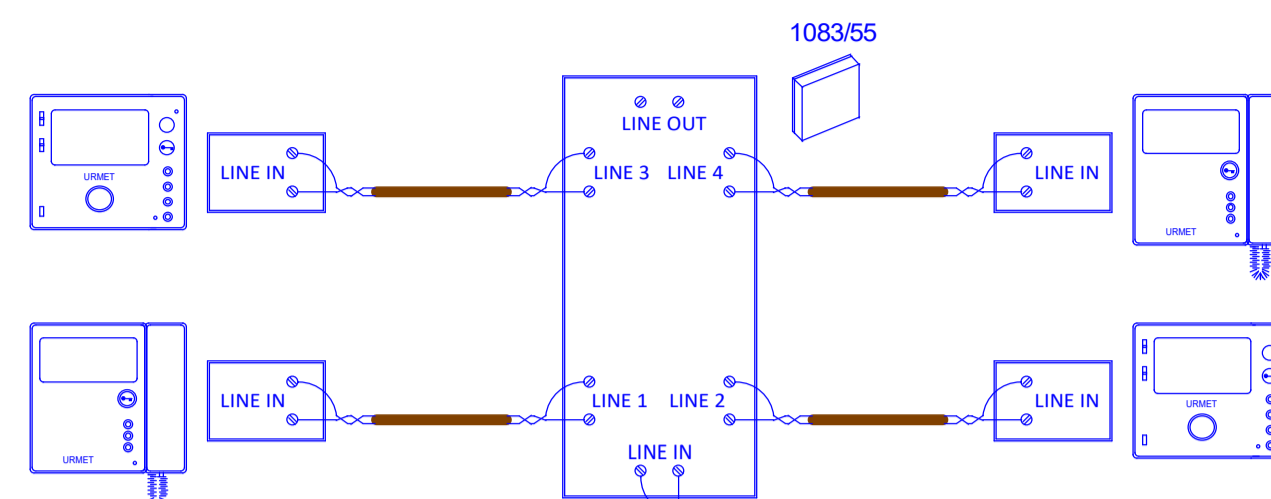 1083/55
LINE OUT
URMET
LINE IN
LINE 3 LINE 4
LINE IN
URMET
URMET
LINE IN
LINE 1 LINE 2
LINE IN
URMET
LINE IN